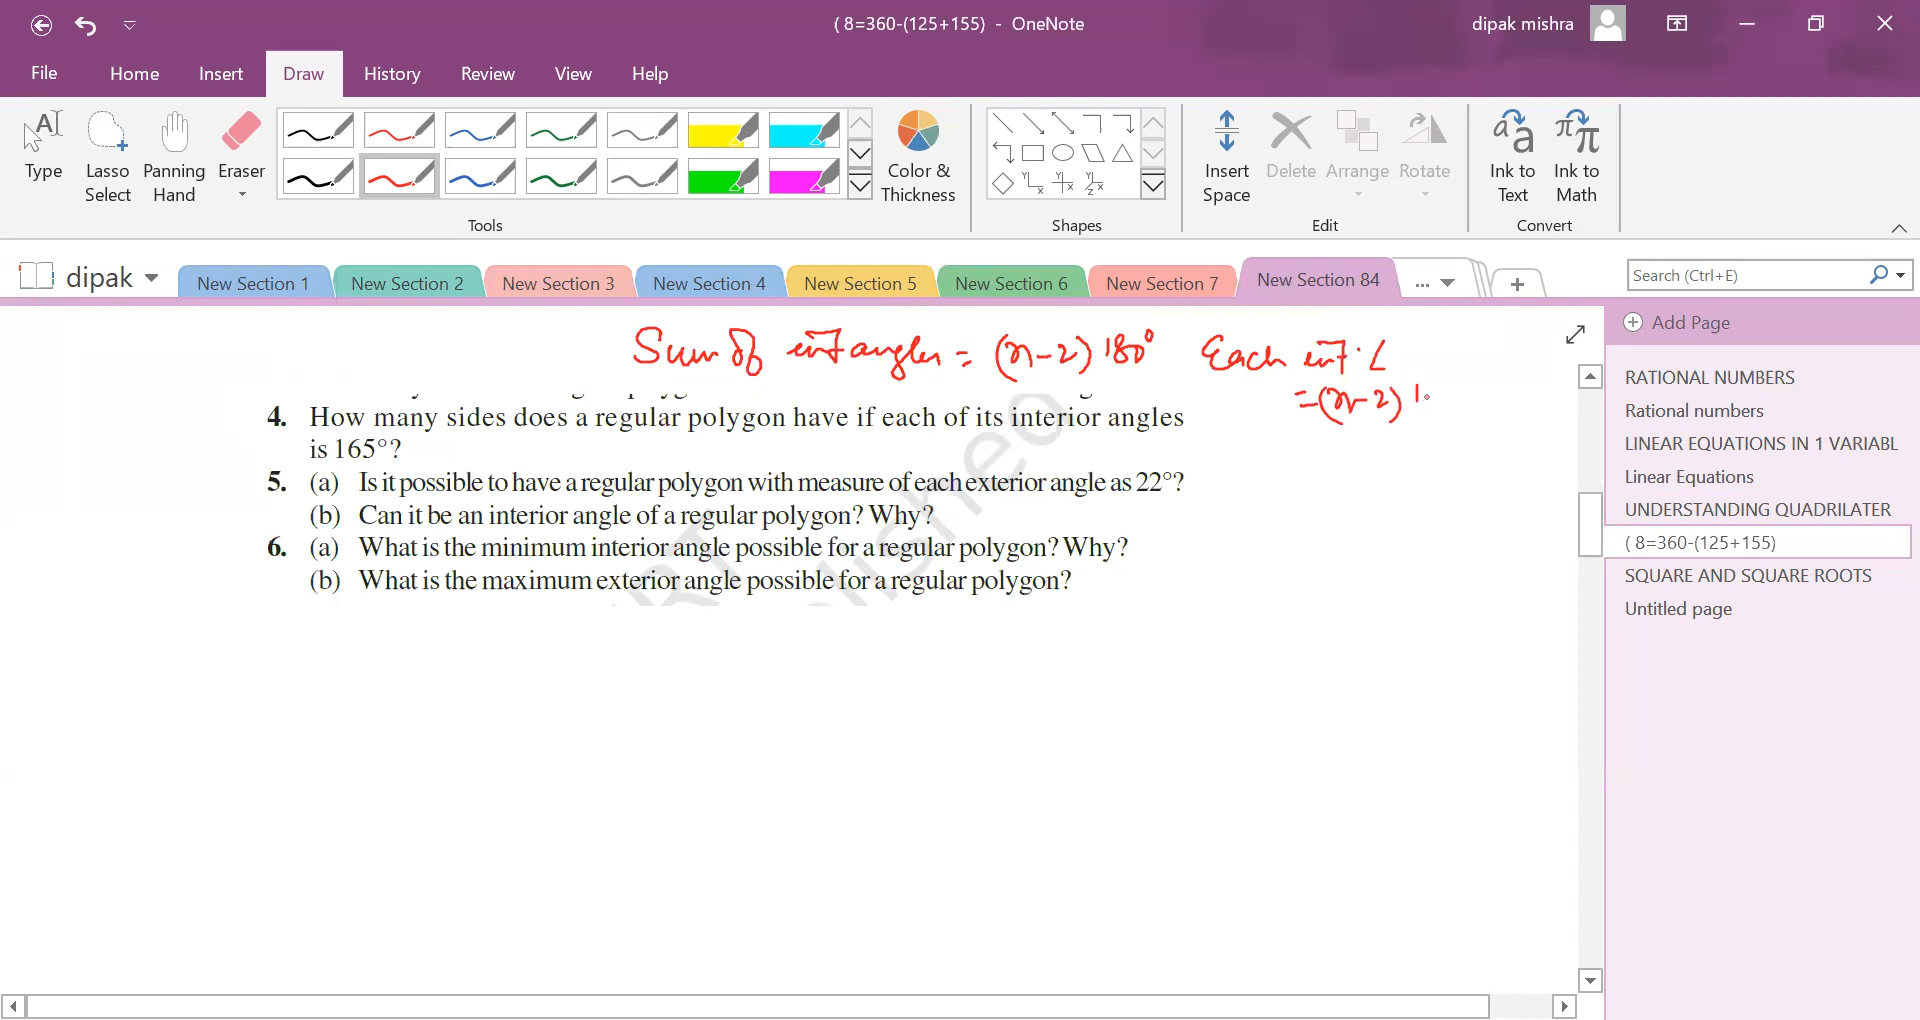 ( 8=360-(125+155) - OneNote
dipak mishra
File Home Insert Draw History Review View Help
Type
Lasso Select
Panning Hand
Eraser
Color & Thickness
Insert Space
Delete
Arrange
Rotate
Ink to Text
Ink to Math
Tools
Shapes
Edit
Convert
dipak
New Section 1 New Section 2 New Section 3 New Section 4 New Section 5 New Section 6 New Section 7 New Section 84 ...
Search (Ctrl+E)
Sum of int angles = (n-2) 180° Each int. ∠
=(n-2) 1
4. How many sides does a regular polygon have if each of its interior angles
is 165°?
5. (a) Is it possible to have a regular polygon with measure of each exterior angle as 22°?
(b) Can it be an interior angle of a regular polygon? Why?
6. (a) What is the minimum interior angle possible for a regular polygon? Why?
(b) What is the maximum exterior angle possible for a regular polygon?
Add Page
RATIONAL NUMBERS
Rational numbers
LINEAR EQUATIONS IN 1 VARIABL
Linear Equations
UNDERSTANDING QUADRILATER
( 8=360-(125+155)
SQUARE AND SQUARE ROOTS
Untitled page